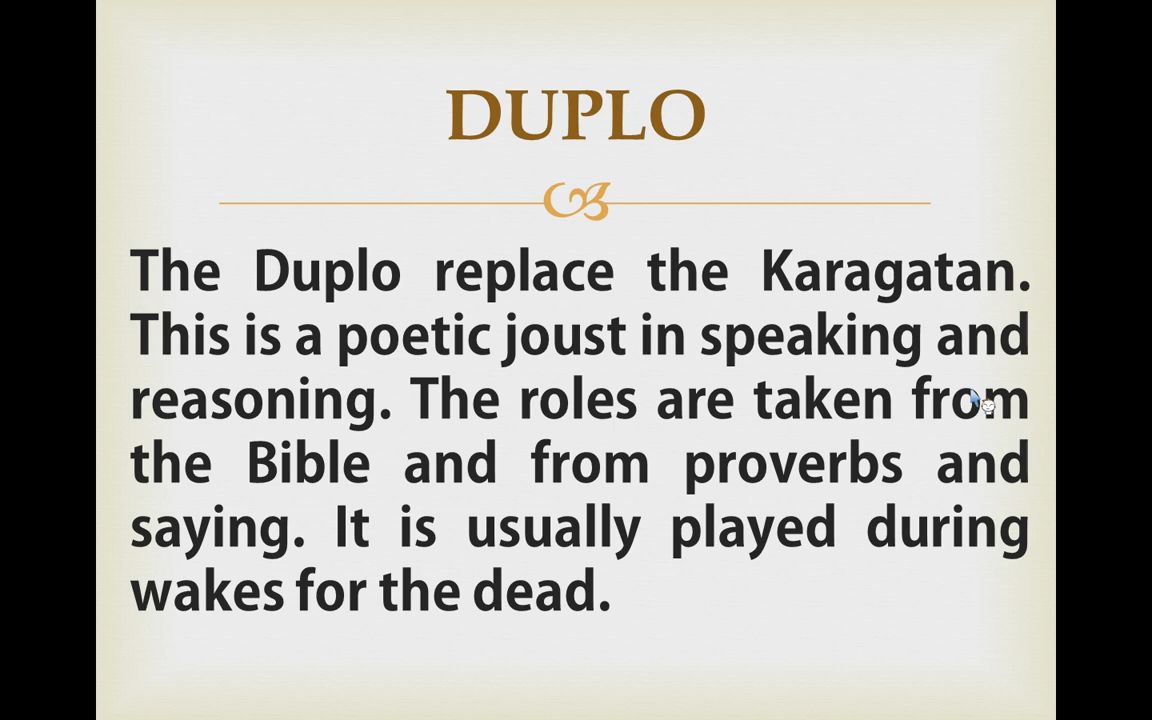 DUPLO
The Duplo replace the Karagatan.
This is a poetic joust in speaking and
reasoning. The roles are taken from
the Bible and from proverbs and
saying. It is usually played during
wakes for the dead.